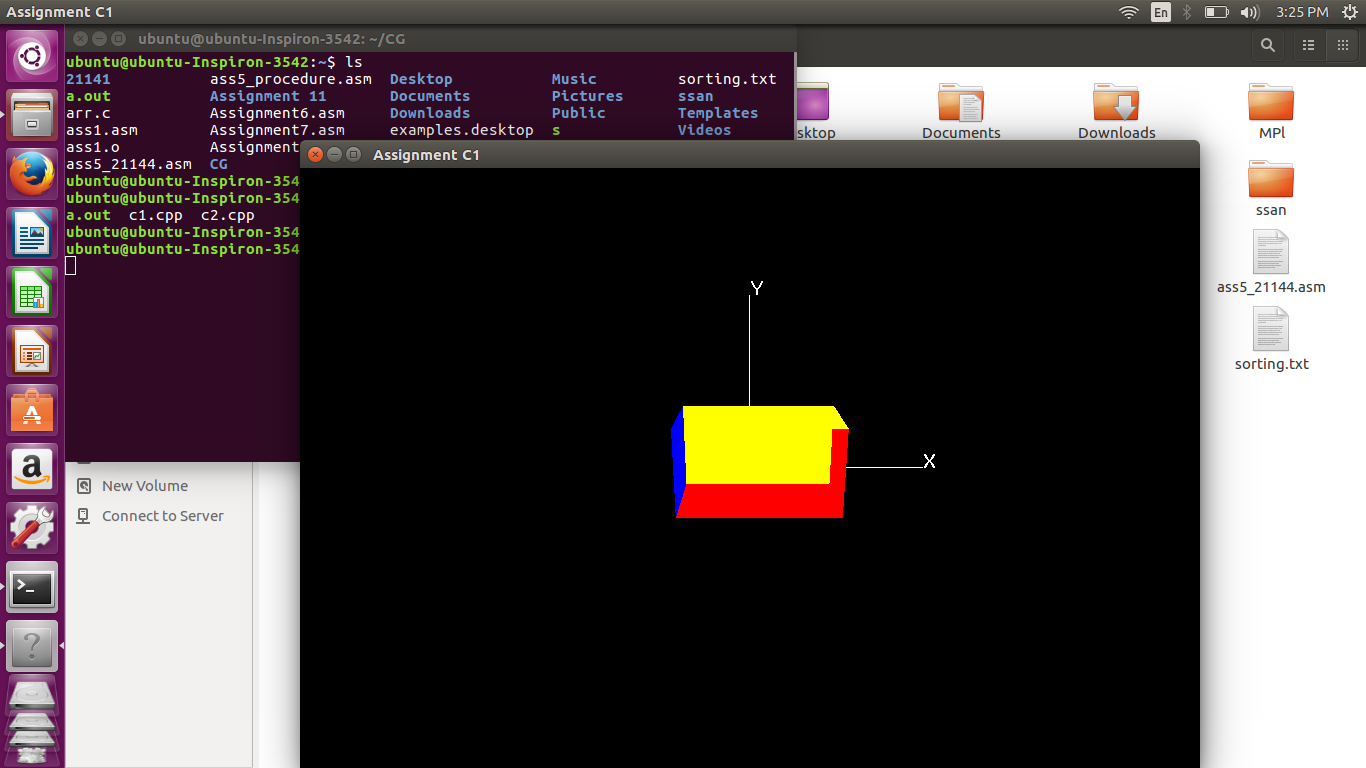 Assignment C1
En
3:25 PM
ubuntu@ubuntu-Inspiron-3542: ~/CG
ubuntu@ubuntu-Inspiron-3542:~$ ls
21141 ass5_procedure.asm Desktop Music sorting.txt
a.out Assignment 11 Documents Pictures ssan
arr.c Assignment6.asm Downloads Public Templates
ass1.asm Assignment7.asm examples.desktop s Videos
ass1.o Assignment
ass5_21144.asm CG
ubuntu@ubuntu-Inspiron-354
ubuntu@ubuntu-Inspiron-354
a.out c1.cpp c2.cpp
ubuntu@ubuntu-Inspiron-354
ubuntu@ubuntu-Inspiron-354
Assignment C1
Y
X
sktop
Documents
Downloads
MPl
ssan
ass5_21144.asm
sorting.txt
New Volume
Connect to Server